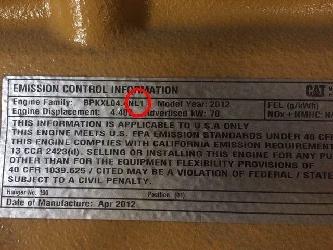 EMISSION CONTROL INFORMATION CAT
Engine Family: BPKXL04.4NL1 Model Year: 2012 FEL (g/kWh)
Engine Displacement: Advertised kW: 70 NOx + NMHC:
THIS INFORMATION IS APPLICABLE TO U.S.A ONLY
THIS ENGINE MEETS U.S. EPA EMISSION STANDARDS UNDER 40 CFR
THIS ENGINE COMPLIES WITH CALIFORNIA EMISSION REQUIREMENT
13 CCR 2423(d). SELLING OR INSTALLING THIS ENGINE FOR ANY PU
OTHER THAN FOR THE EQUIPMENT FLEXIBILITY PROVISIONS OF
40 CFR 1039.625 / CITED MAY BE A VIOLATION OF FEDERAL / STATE
SUBJECT TO CIVIL PENALTY.
Date of Manufacture: Apr 2012